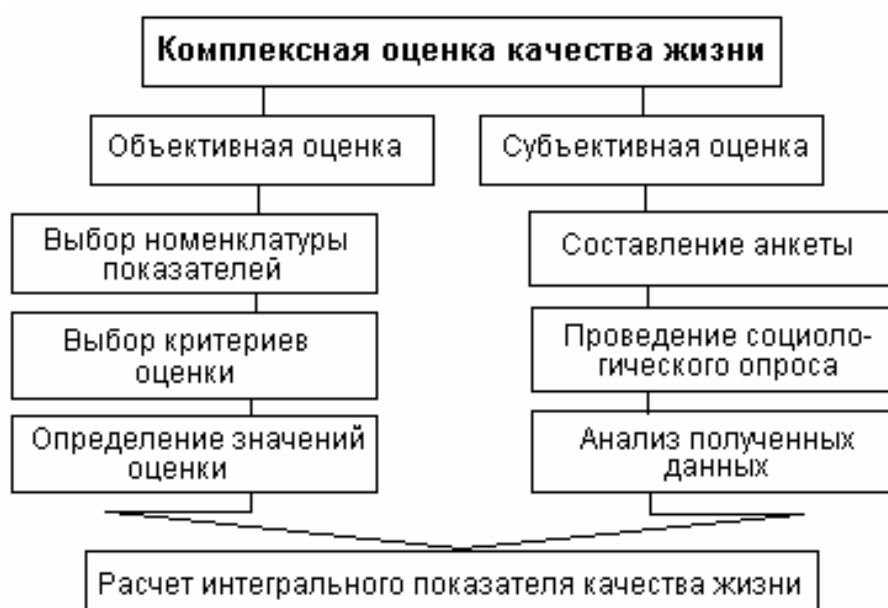 Комплексная оценка качества жизни
Объективная оценка
Субъективная оценка
Выбор номенклатуры
показателей
Составление анкеты
Выбор критериев
оценки
Проведение социоло-
гического опроса
Определение значений
оценки
Анализ полученных
данных
Расчет интегрального показателя качества жизни